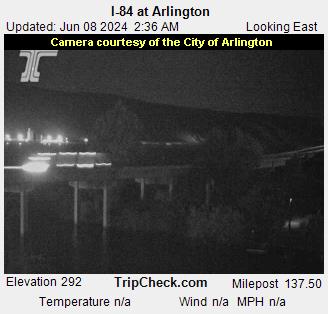 I-84 at Arlington
Updated: Jun 08 2024 2:36 AM Looking East
Camera courtesy of the City of Arlington
Elevation 292 TripCheck.com Milepost 137.50
Temperature n/a Wind n/a MPH n/a